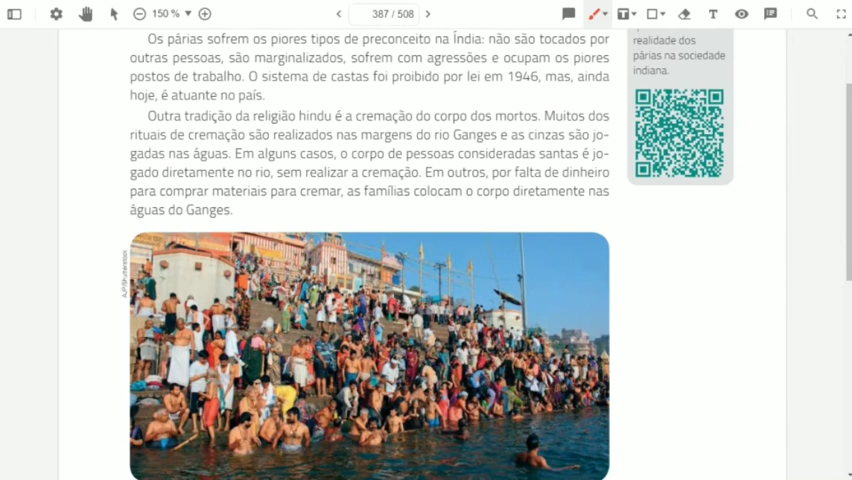 150 %
387 / 508
Os párias sofrem os piores tipos de preconceito na Índia: não são tocados por
outras pessoas, são marginalizados, sofrem com agressões e ocupam os piores
postos de trabalho. O sistema de castas foi proibido por lei em 1946, mas, ainda
hoje, é atuante no país.
Outra tradição da religião hindu é a cremação do corpo dos mortos. Muitos dos
rituais de cremação são realizados nas margens do rio Ganges e as cinzas são jo-
gadas nas águas. Em alguns casos, o corpo de pessoas consideradas santas é jo-
gado diretamente no rio, sem realizar a cremação. Em outros, por falta de dinheiro
para comprar materiais para cremar, as famílias colocam o corpo diretamente nas
águas do Ganges.
realidade dos
párias na sociedade
indiana.
AJP/Shutterstock